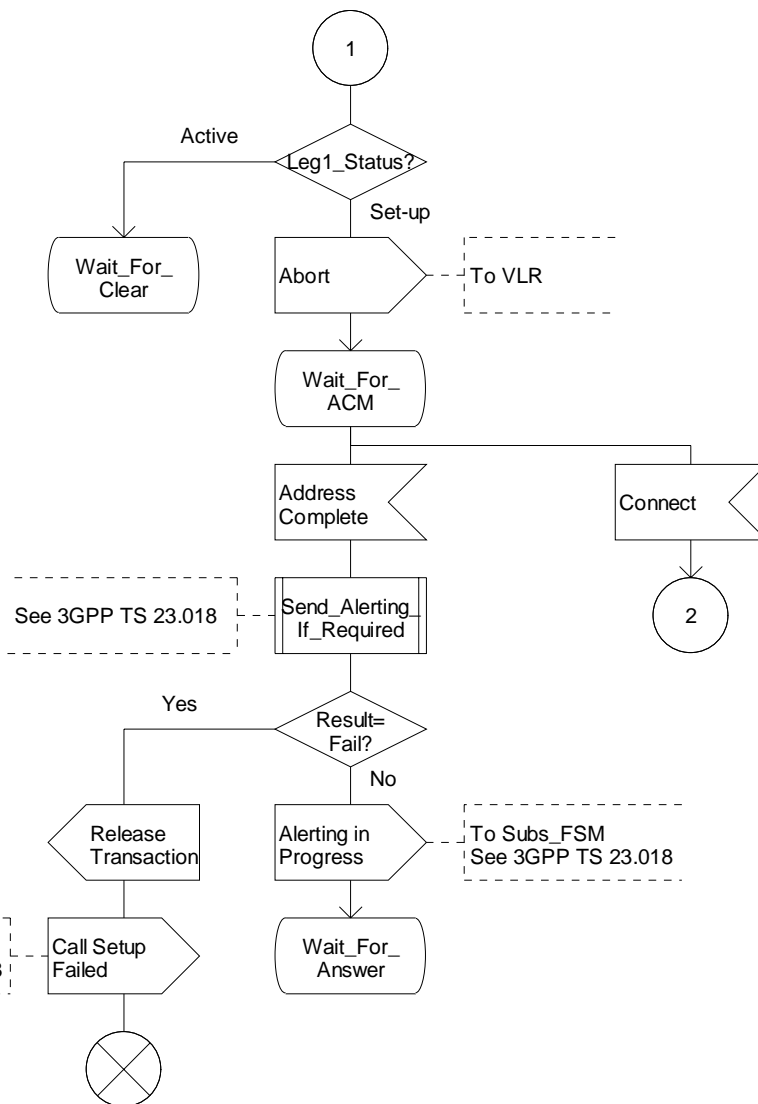 1
Active
Leg1_Status?
Set-up
Wait_For_
Clear
Abort
To VLR
Wait_For_
ACM
Address
Complete
Connect
See 3GPP TS 23.018
Send_Alerting_
If_Required
2
Yes
Result=
Fail?
No
Release
Transaction
Alerting in
Progress
To Subs_FSM
See 3GPP TS 23.018
Call Setup
Failed
Wait_For_
Answer